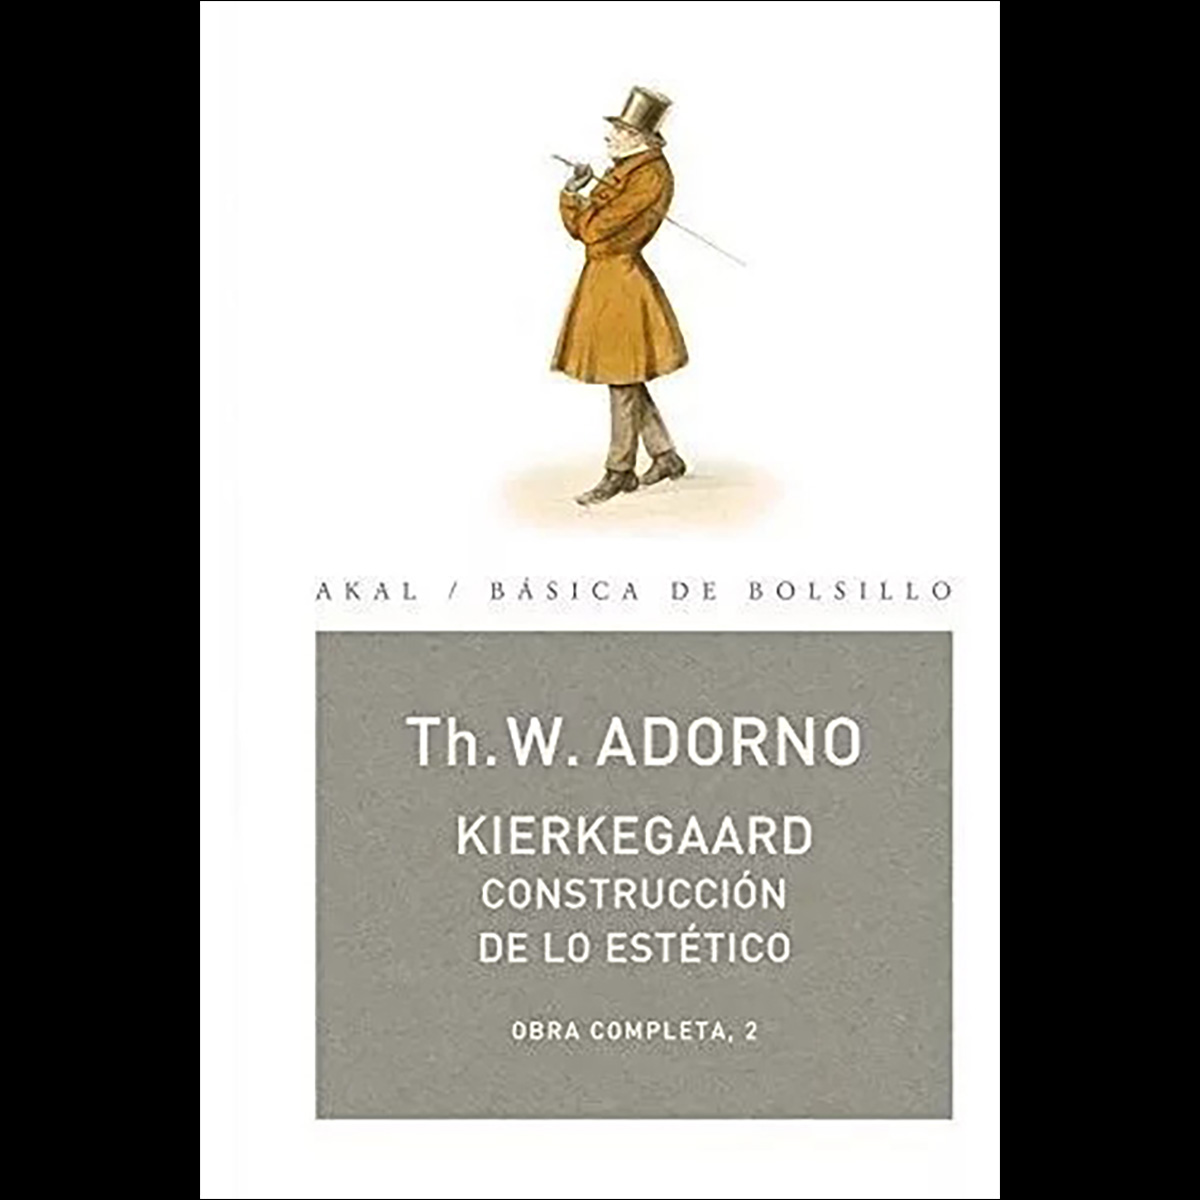 AKAL / BÁSICA DE BOLSILLO
Th. W. ADORNO
KIERKEGAARD
CONSTRUCCIÓN
DE LO ESTÉTICO
OBRA COMPLETA, 2